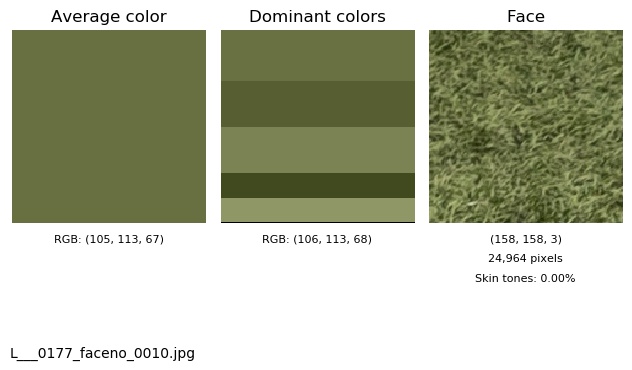 Average color
Dominant colors
Face
RGB: (105, 113, 67)
RGB: (106, 113, 68)
(158, 158, 3)
24,964 pixels
Skin tones: 0.00%
L___0177_faceno_0010.jpg